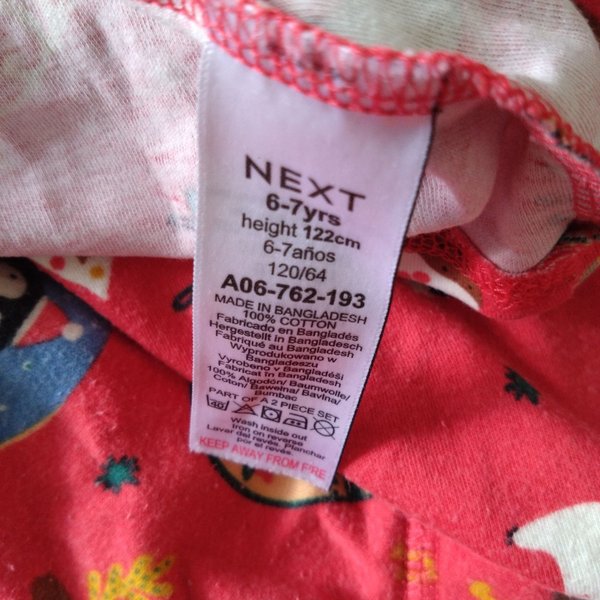 NEXT
6-7yrs
height 122cm
6-7años
120/64
A06-762-193
MADE IN BANGLADESH
100% COTTON
Fabricado en Bangladés
Hergestellt in Bangladesch
Fabriqué au Bangladesh
Wyprodukowano w
Bangladeszu
Vyrobeno v Bangladéši
Fabricat în Bangladesh
100% Algodón/ Baumwolle/
Coton/ Bawełna/ Bavlna/
Bumbac
PART OF A 2 PIECE SET
40
Wash inside out
Iron on reverse
Lavar del revés. Planchar
por el revés.
KEEP AWAY FROM FIRE